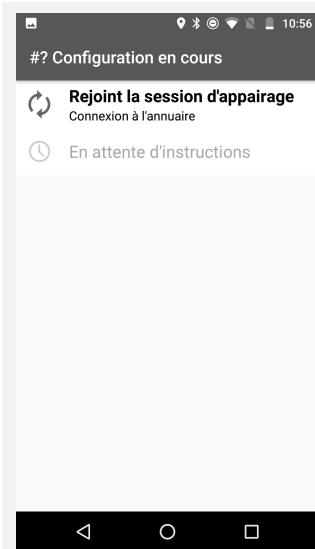 10:56
#? Configuration en cours
Rejoint la session d'appairage
Connexion à l'annuaire
En attente d'instructions